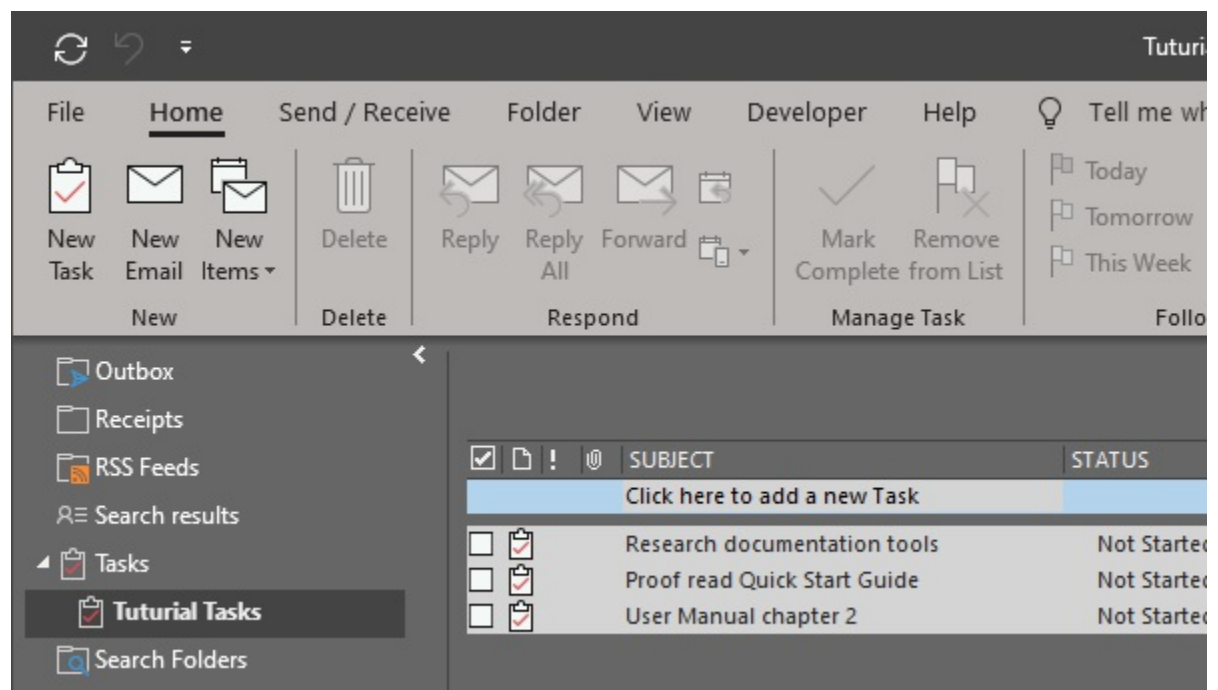 Tuturi
File Home Send / Receive Folder View Developer Help Tell me wh
New Task
New Email
New Items
Delete
Reply
Reply All
Forward
Mark Complete
Remove from List
Today
Tomorrow
This Week
New Delete Respond Manage Task Follo
Outbox
Receipts
RSS Feeds
Search results
Tasks
Tuturial Tasks
Search Folders
! SUBJECT STATUS
Click here to add a new Task
Research documentation tools Not Started
Proof read Quick Start Guide Not Started
User Manual chapter 2 Not Started